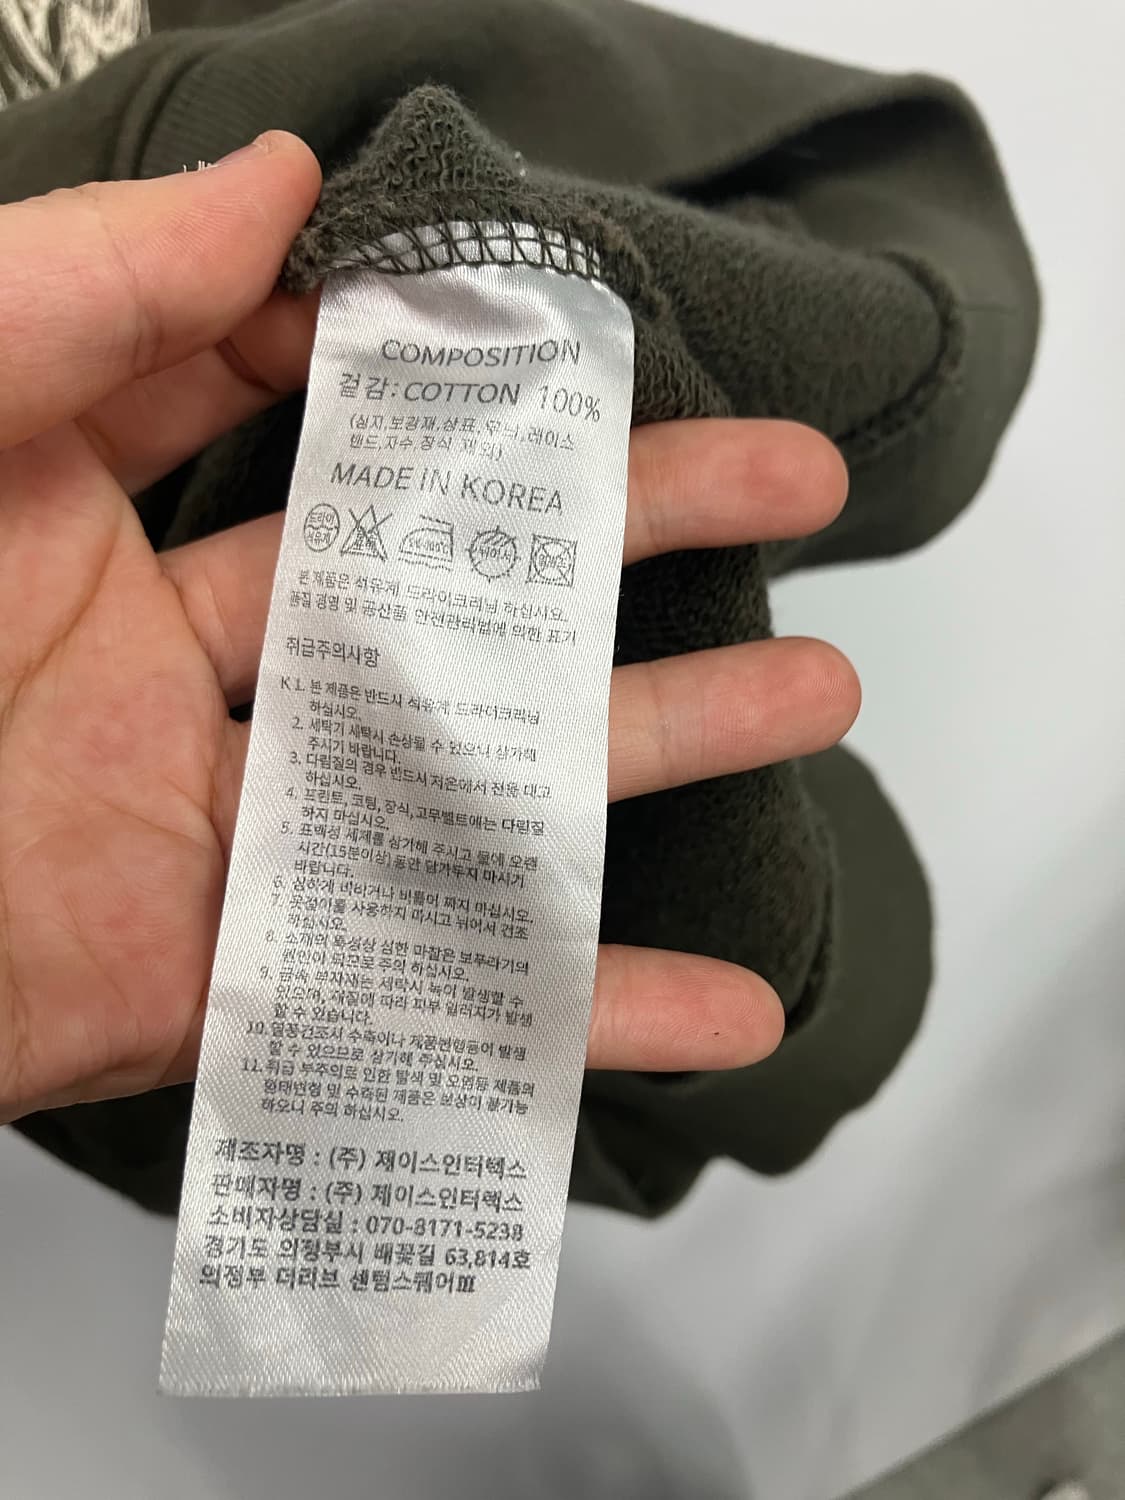 COMPOSITION
겉감: COTTON 100%
(심지,보강재,상표,무늬,레이스
밴드,자수,장식 제외)
MADE IN KOREA
드라이
석유계
본 제품은 석유계 드라이크리닝 하십시요.
품질 경영 및 공산품 안전관리법에 의한 표기
취급주의사항
K 1. 본 제품은 반드시 석유계 드라이크리닝
하십시오.
2. 세탁기 세탁시 손상될 수 있으니 삼가해
주시기 바랍니다.
3. 다림질의 경우 반드시 저온에서 천을 대고
하십시오.
4. 프린트, 코팅, 장식,고무벨트에는 다림질
하지 마십시오.
5. 표백성 세제를 삼가해 주시고 물에 오랜
시간(15분이상)동안 담가두지 마시기
바랍니다.
6. 심하게 비비거나 비틀어 짜지 마십시오.
7. 옷걸이를 사용하지 마시고 뉘어서 건조
하십시오.
8. 소재의 특성상 심한 마찰은 보푸라기의
원인이 되므로 주의 하십시오.
9. 금속 부자재는 세탁시 녹이 발생할 수
있으며, 재질에 따라 피부 알러지가 발생
할 수 있습니다.
10. 열풍건조시 수축이나 제품변형등이 발생
할 수 있으므로 삼가해 주십시오.
11. 취급 부주의로 인한 탈색 및 오염등 제품의
형태변형 및 수축된 제품은 보상이 불가능
하오니 주의 하십시오.
제조자명 : (주) 제이스인터텍스
판매자명 : (주) 제이스인터텍스
소비자상담실 : 070-8171-5238
경기도 의정부시 배꽃길 63,814호
의정부 더리브 센텀스퀘어Ⅲ